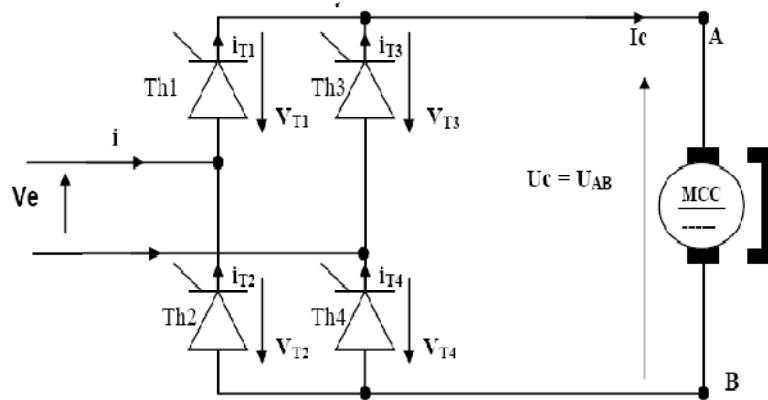 Ic
A
iT1
iT3
Th1
Th3
VT1
VT3
i
Ve
Uc = UAB
MCC
iT2
iT4
Th2
Th4
VT2
VT4
B